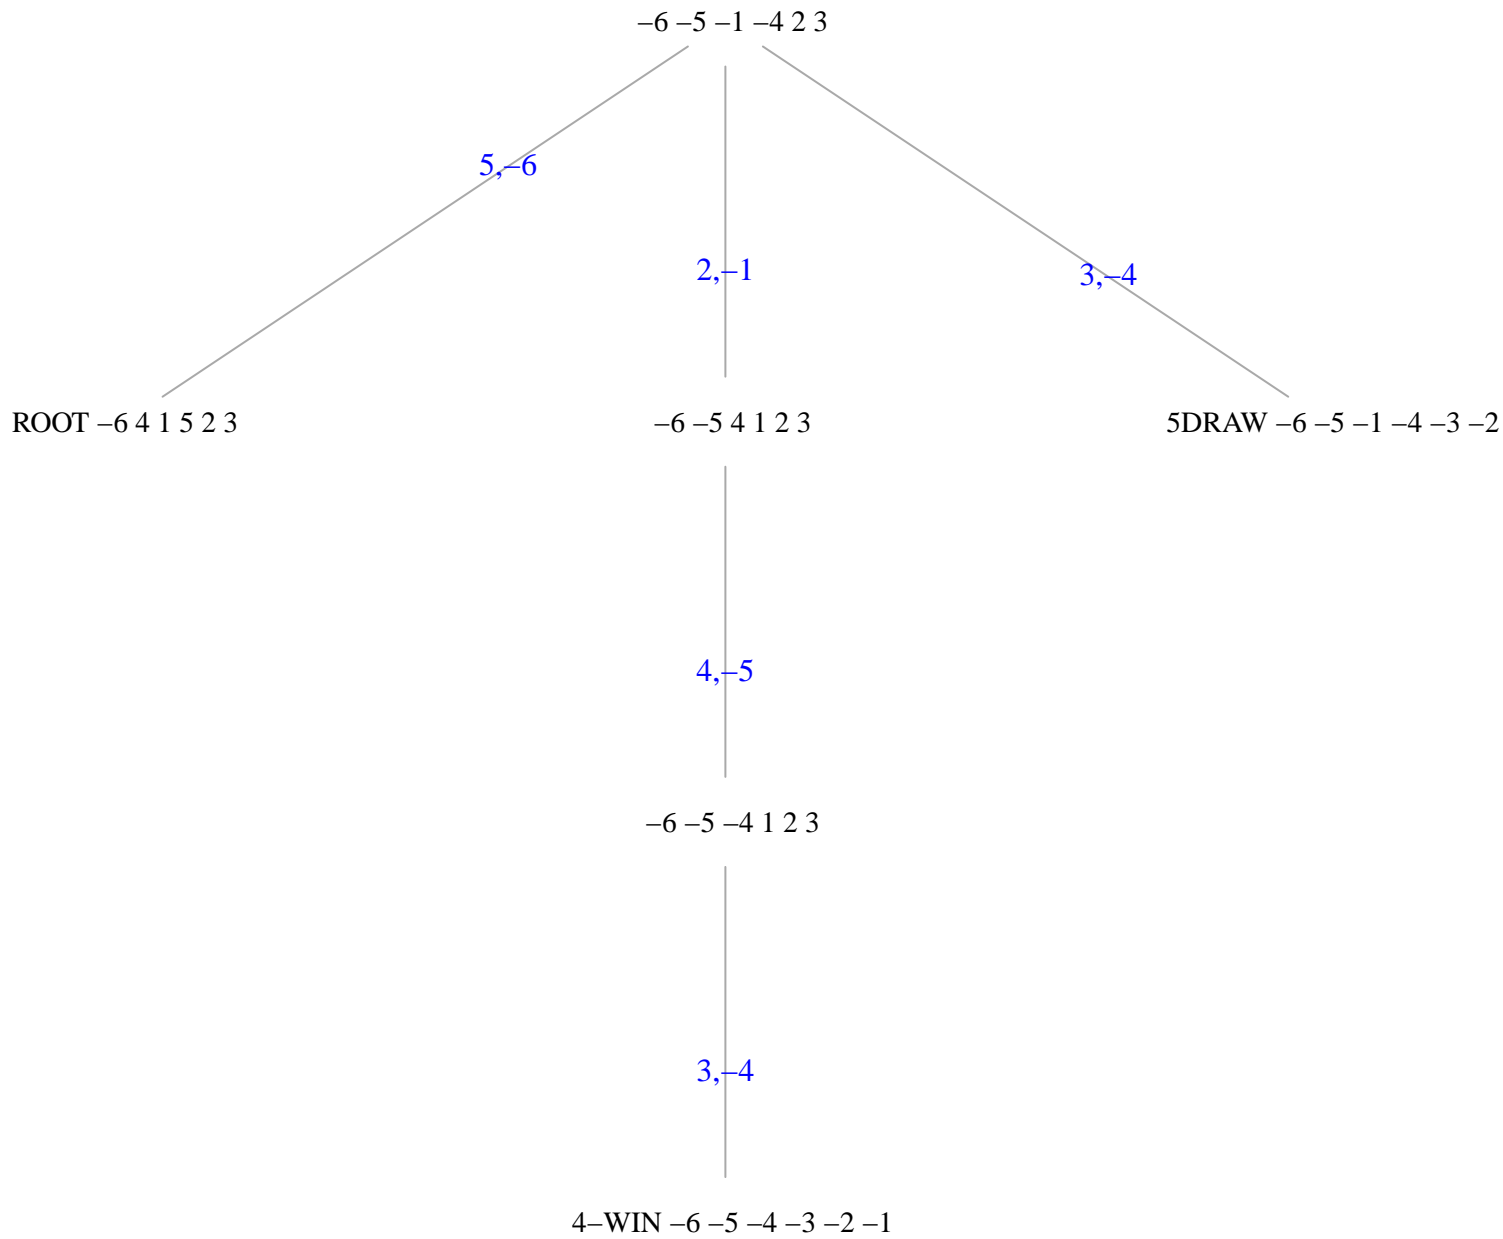 –6 –5 –1 –4 2 3
5,–6
2,–1
3,–4
ROOT –6 4 1 5 2 3
–6 –5 4 1 2 3
5DRAW –6 –5 –1 –4 –3 –2
4,–5
–6 –5 –4 1 2 3
3,–4
4–WIN –6 –5 –4 –3 –2 –1